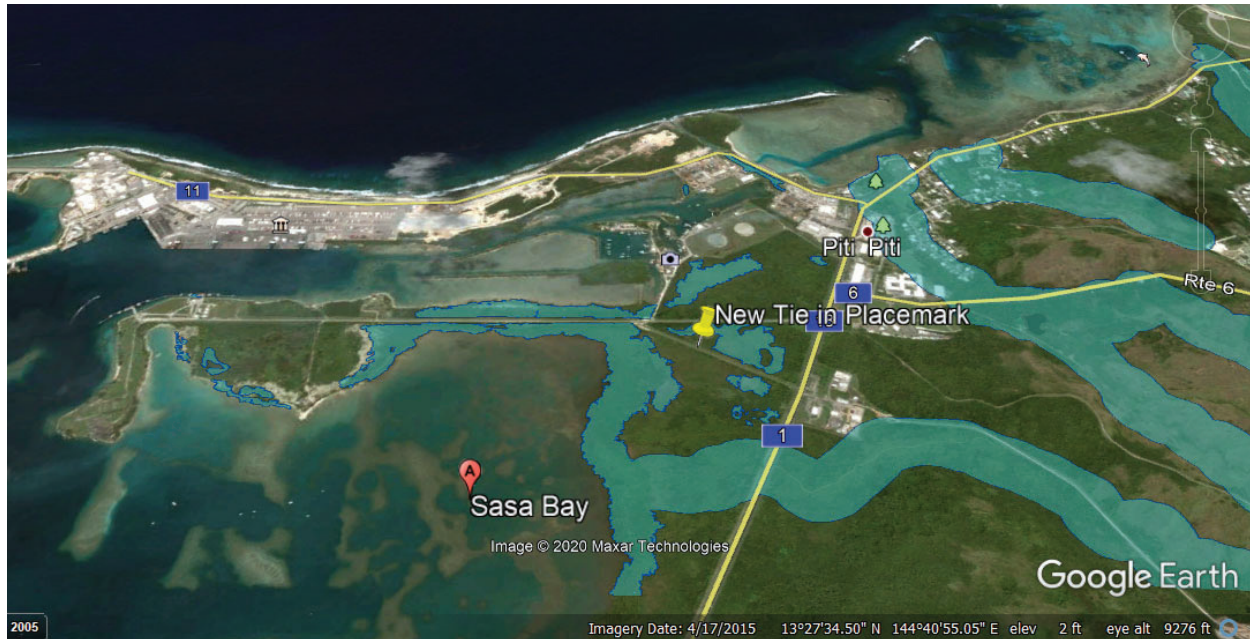 11
Piti Piti
6
Rte 6
New Tie in Placemark
1
A
Sasa Bay
Image © 2020 Maxar Technologies
Google Earth
2005
Imagery Date: 4/17/2015 13°27'34.50" N 144°40'55.05" E elev 2 ft eye alt 9276 ft